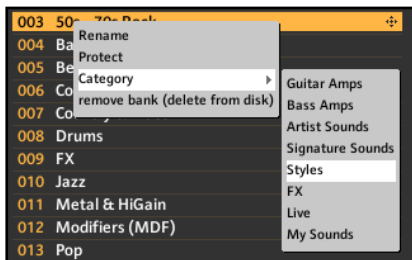 003 50s - 70s Rock
Rename
004 Ba
Protect
005 Be
Category
Guitar Amps
006 Co
remove bank (delete from disk)
Bass Amps
007 Co
Artist Sounds
008 Drums
Signature Sounds
009 FX
Styles
010 Jazz
FX
011 Metal & HiGain
Live
012 Modifiers (MDF)
My Sounds
013 Pop